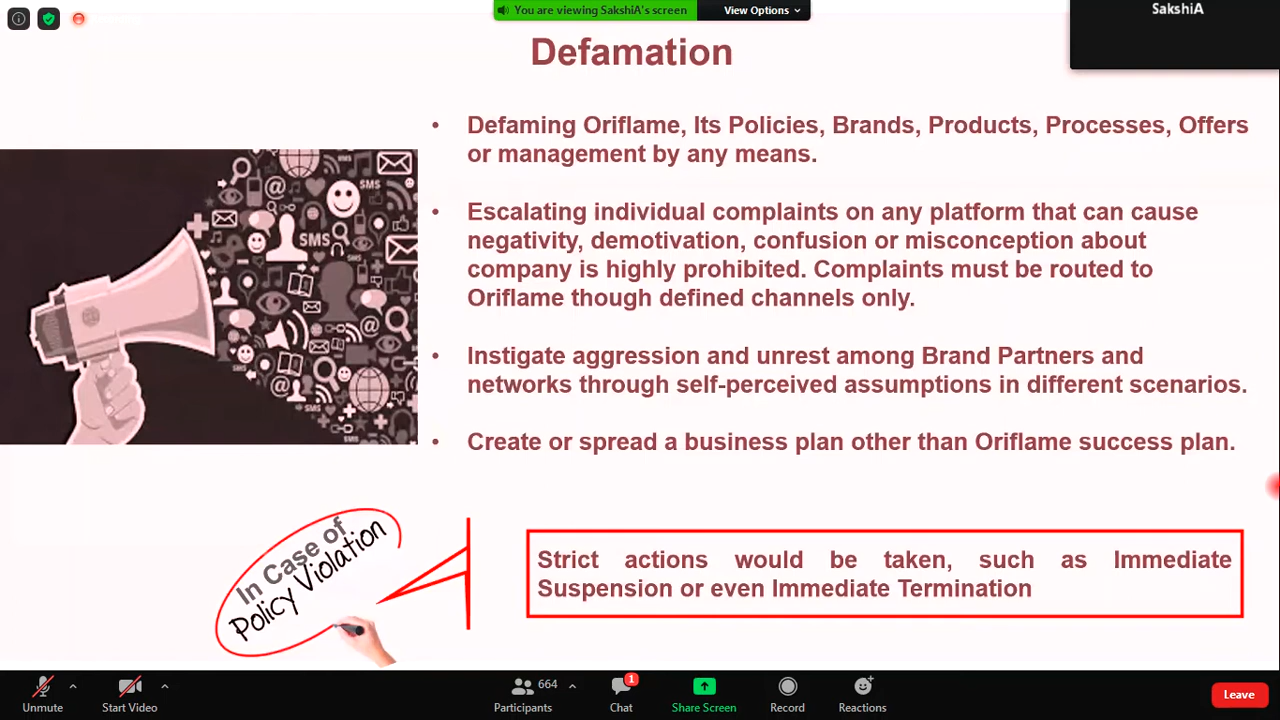 You are viewing SakshiA's screen
View Options
SakshiA
Defamation
• Defaming Oriflame, Its Policies, Brands, Products, Processes, Offers
or management by any means.
• Escalating individual complaints on any platform that can cause
negativity, demotivation, confusion or misconception about
company is highly prohibited. Complaints must be routed to
Oriflame though defined channels only.
• Instigate aggression and unrest among Brand Partners and
networks through self-perceived assumptions in different scenarios.
• Create or spread a business plan other than Oriflame success plan.
SMS
SMS
SMS
SMS
SMS
In Case of
Policy Violation
Strict actions would be taken, such as Immediate
Suspension or even Immediate Termination
Unmute
Start Video
664
Participants
1
Chat
Share Screen
Record
Reactions
Leave